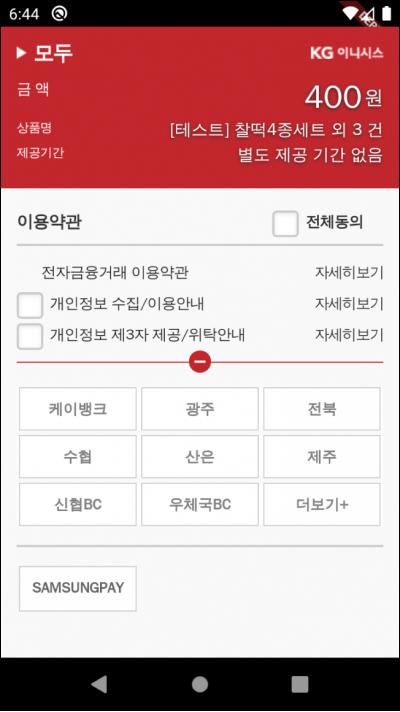 6:44
모두
KG 이니시스
금 액
400원
상품명
[테스트] 찰떡4종세트 외 3 건
제공기간
별도 제공 기간 없음
이용약관
전체동의
전자금융거래 이용약관
자세히보기
개인정보 수집/이용안내
자세히보기
개인정보 제3자 제공/위탁안내
자세히보기
케이뱅크
광주
전북
수협
산은
제주
신협BC
우체국BC
더보기+
SAMSUNGPAY